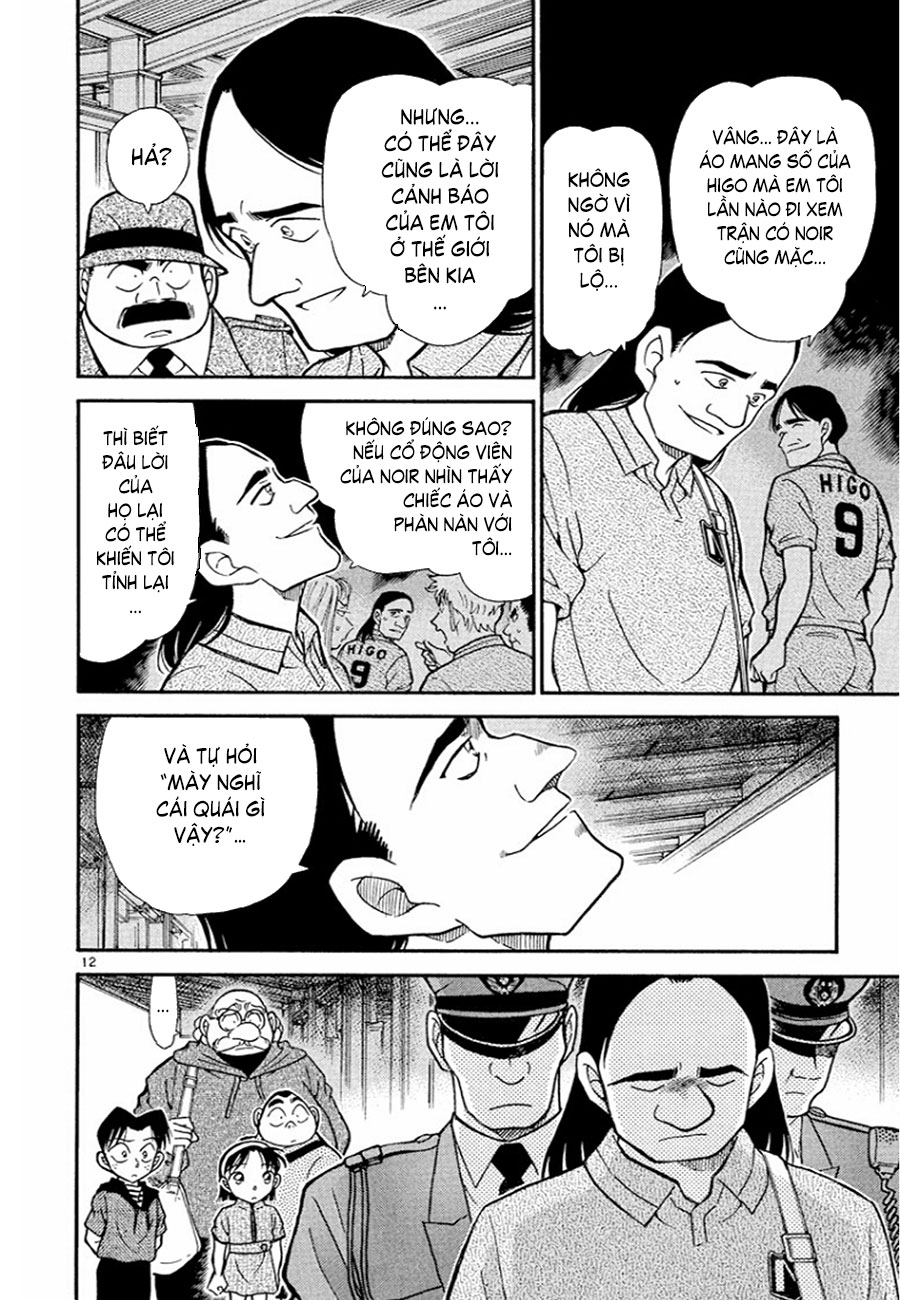 VÂNG... ĐÂY LÀ
ÁO MANG SỐ CỦA
HIGO MÀ EM TÔI
LẦN NÀO ĐI XEM
TRẬN CÓ NOIR
CŨNG MẶC...
KHÔNG
NGỜ VÌ
NÓ MÀ
TÔI BỊ
LỘ...
HIGO
9
N
NHƯNG...
CÓ THỂ ĐÂY
CŨNG LÀ LỜI
CẢNH BÁO
CỦA EM TÔI
Ở THẾ GIỚI
BÊN KIA
...
HẢ?
KHÔNG ĐÚNG SAO?
NẾU CỔ ĐỘNG VIÊN
CỦA NOIR NHÌN THẤY
CHIẾC ÁO VÀ
PHÀN NÀN VỚI
TÔI...
HIGO
9
THÌ BIẾT
ĐÂU LỜI
CỦA
HỌ LẠI
CÓ THỂ
KHIẾN TÔI
TỈNH LẠI
...
VÀ TỰ HỎI
"MÀY NGHĨ
CÁI QUÁI GÌ
VẬY?"...
12
...
N